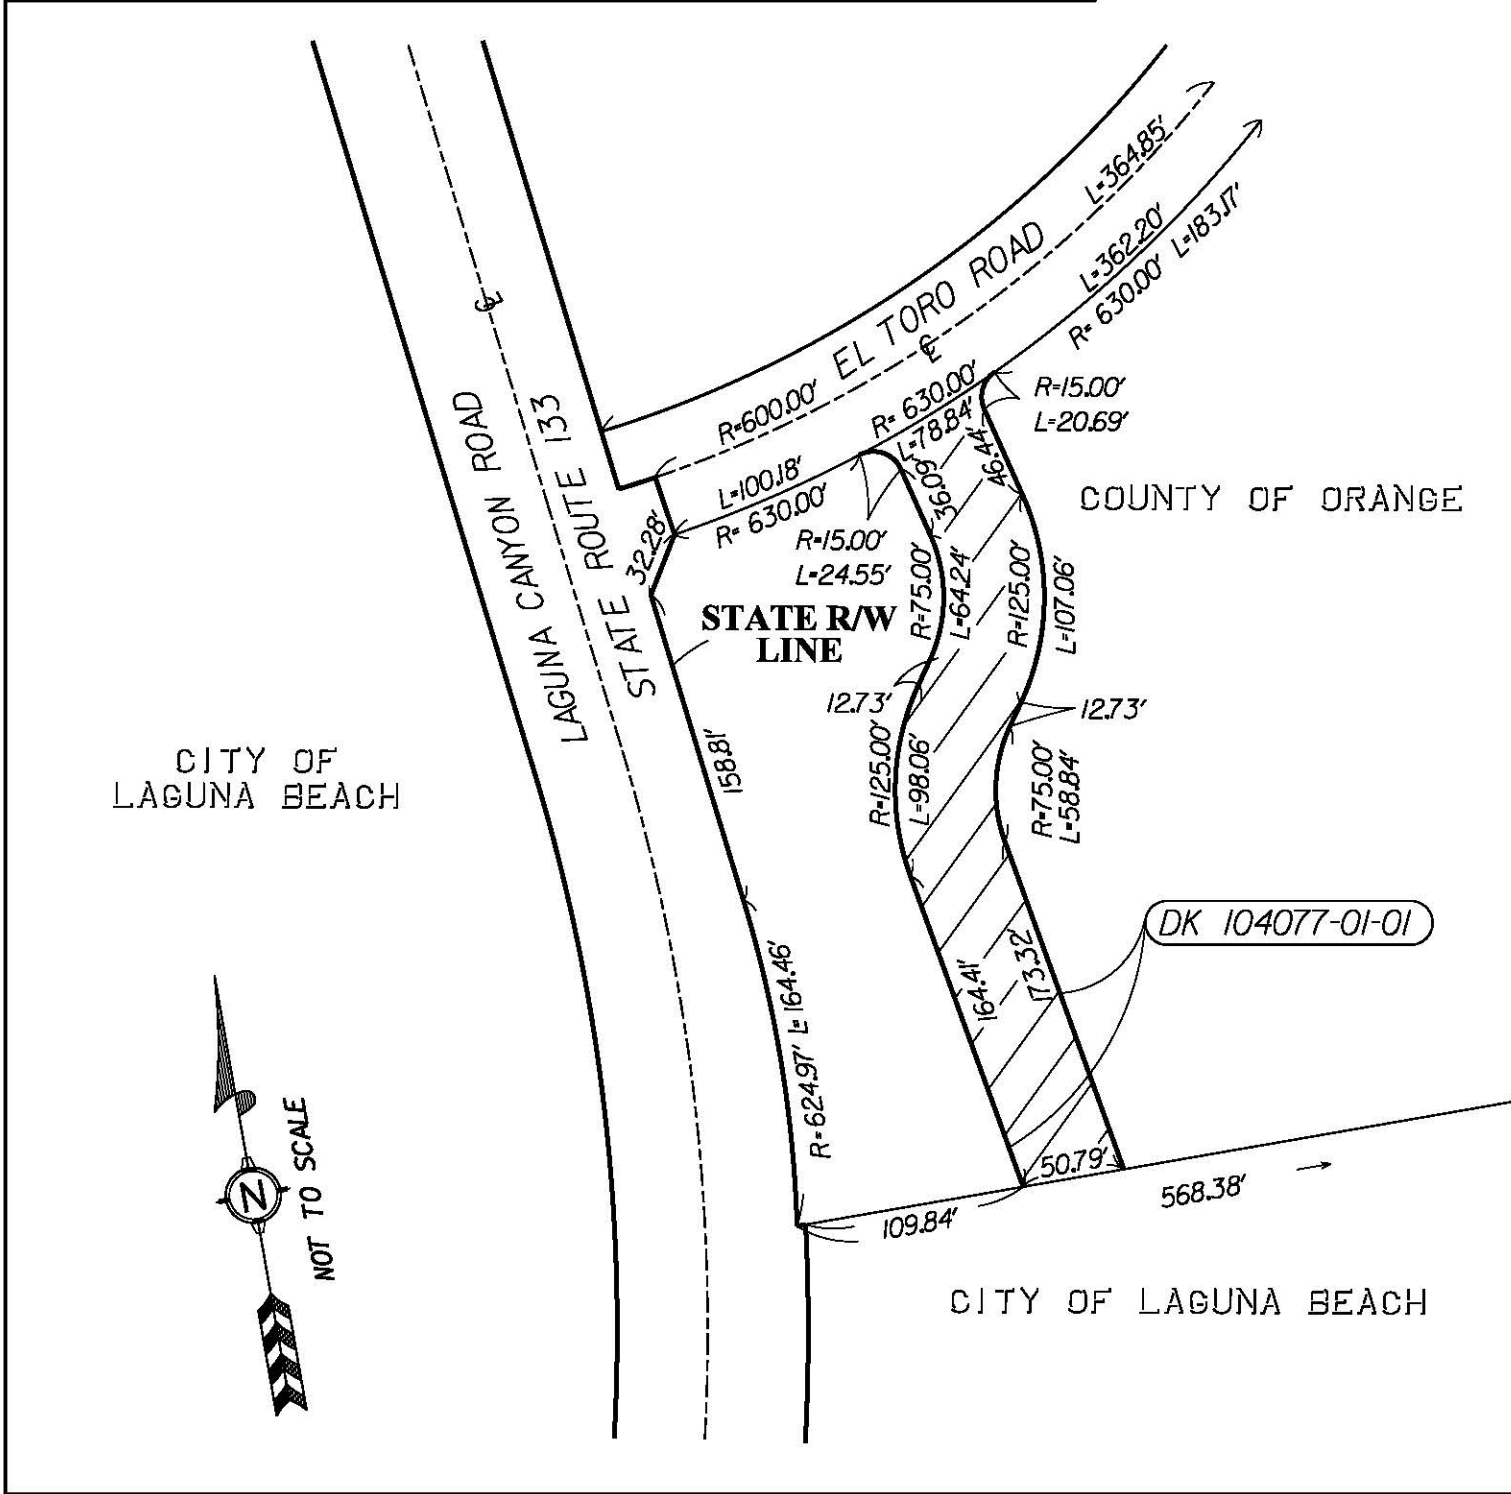 L=364.85'
L=362.20'
R= 630.00' L=183.17'
EL TORO ROAD
℄
℄
R=600.00'
R= 630.00'
L=78.84'
R=15.00'
L=20.69'
46.44'
36.09'
L=100.18'
R= 630.00'
R=15.00'
L=24.55'
32.28'
COUNTY OF ORANGE
LAGUNA CANYON ROAD
STATE ROUTE 133
STATE R/W
LINE
R=75.00'
L=64.24'
R=125.00'
L=107.06'
12.73'
12.73'
158.81'
R=125.00'
L=98.06'
R=75.00'
L=58.84'
CITY OF
LAGUNA BEACH
DK 104077-01-01
164.41'
173.32'
R=624.97' L=164.46'
50.79'
568.38'
109.84'
N
NOT TO SCALE
CITY OF LAGUNA BEACH